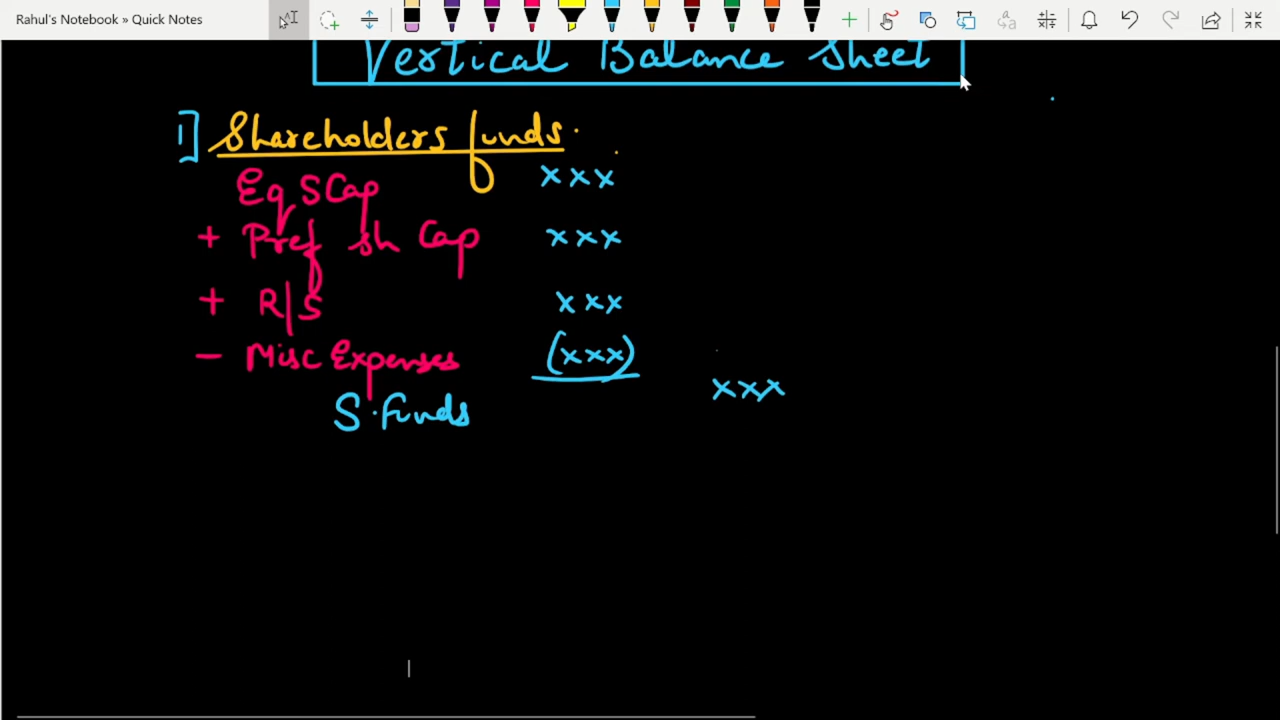 Rahul's Notebook » Quick Notes
Vertical Balance Sheet
1] Shareholders funds.
Eq S Cap xxx
+ Pref sh Cap xxx
+ R/S xxx
- Misc Expenses (xxx)
S. Funds xxx